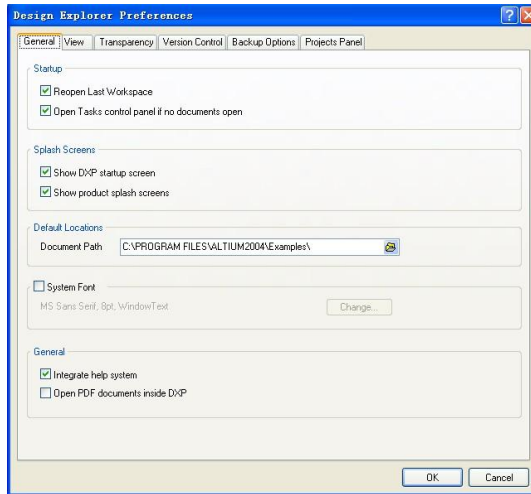 Design Explorer Preferences
General View Transparency Version Control Backup Options Projects Panel
Startup
Reopen Last Workspace
Open Tasks control panel if no documents open
Splash Screens
Show DXP startup screen
Show product splash screens
Default Locations
Document Path C:\PROGRAM FILES\ALTIUM2004\Examples\
System Font
MS Sans Serif, 8pt, WindowText Change...
General
Integrate help system
Open PDF documents inside DXP
OK Cancel